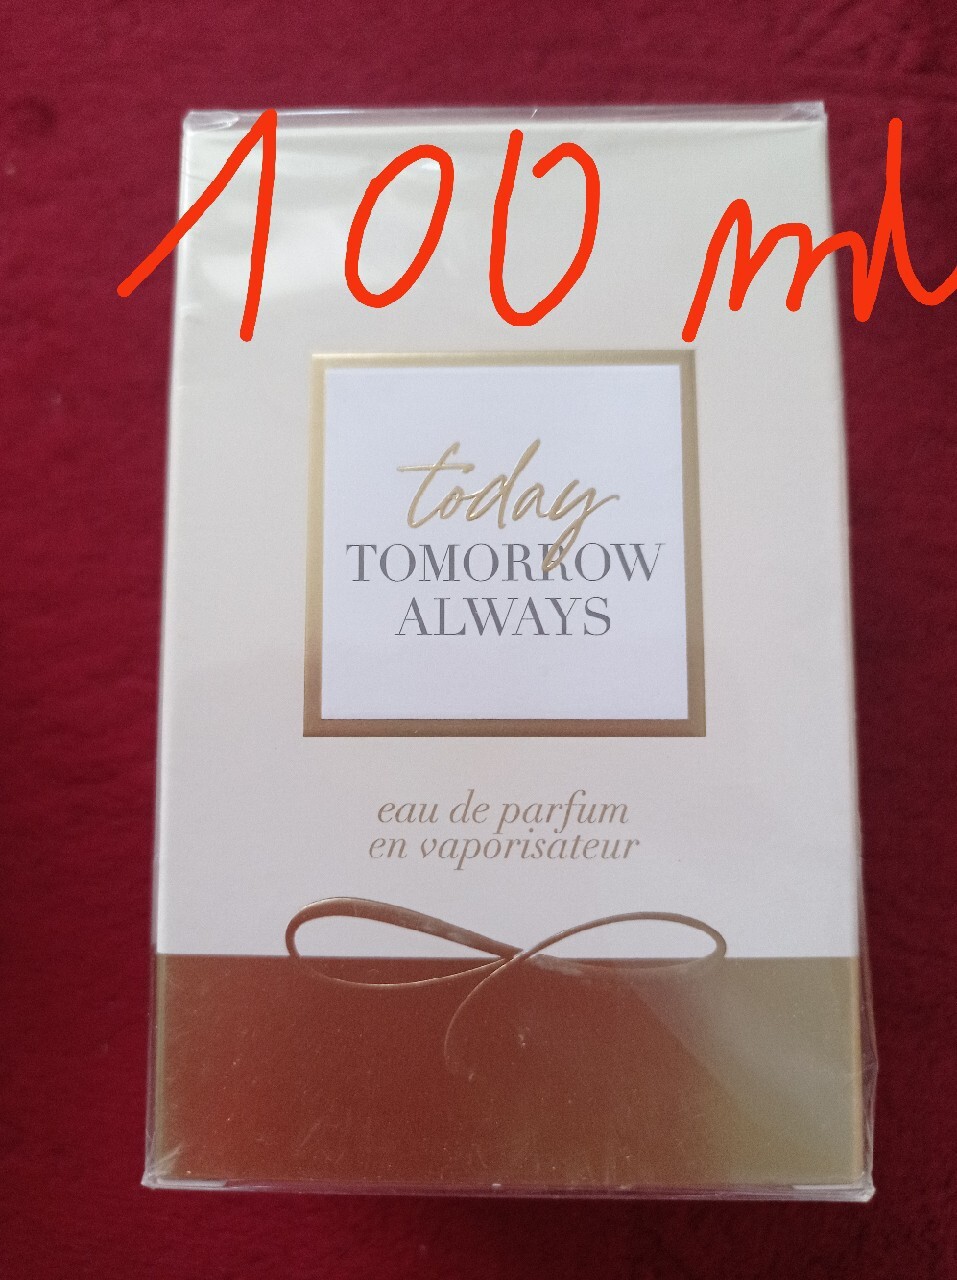 100 ml
today
TOMORROW
ALWAYS
eau de parfum
en vaporisateur